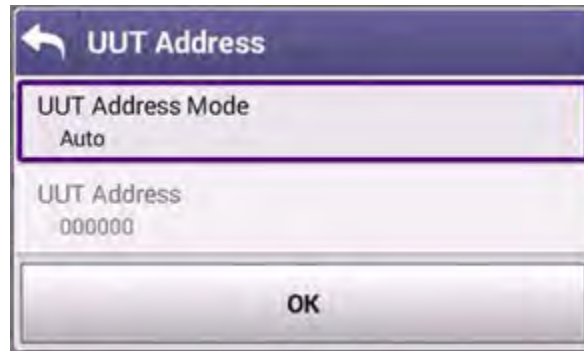 UUT Address
UUT Address Mode
Auto
UUT Address
000000
OK